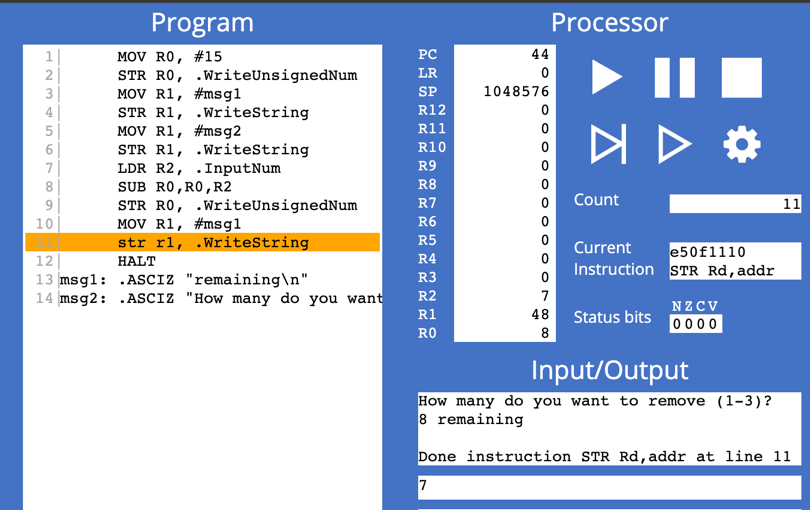 Program
1| MOV R0, #15
2| STR R0, .WriteUnsignedNum
3| MOV R1, #msg1
4| STR R1, .WriteString
5| MOV R1, #msg2
6| STR R1, .WriteString
7| LDR R2, .InputNum
8| SUB R0,R0,R2
9| STR R0, .WriteUnsignedNum
10| MOV R1, #msg1
11| str r1, .WriteString
12| HALT
13|msg1: .ASCIZ "remaining\n"
14|msg2: .ASCIZ "How many do you want
Processor
PC 44
LR 0
SP 1048576
R12 0
R11 0
R10 0
R9 0
R8 0
R7 0
R6 0
R5 0
R4 0
R3 0
R2 7
R1 48
R0 8
Count 11
Current Instruction
e50f1110
STR Rd,addr
Status bits
NZCV
0000
Input/Output
How many do you want to remove (1-3)?
8 remaining
Done instruction STR Rd,addr at line 11
7